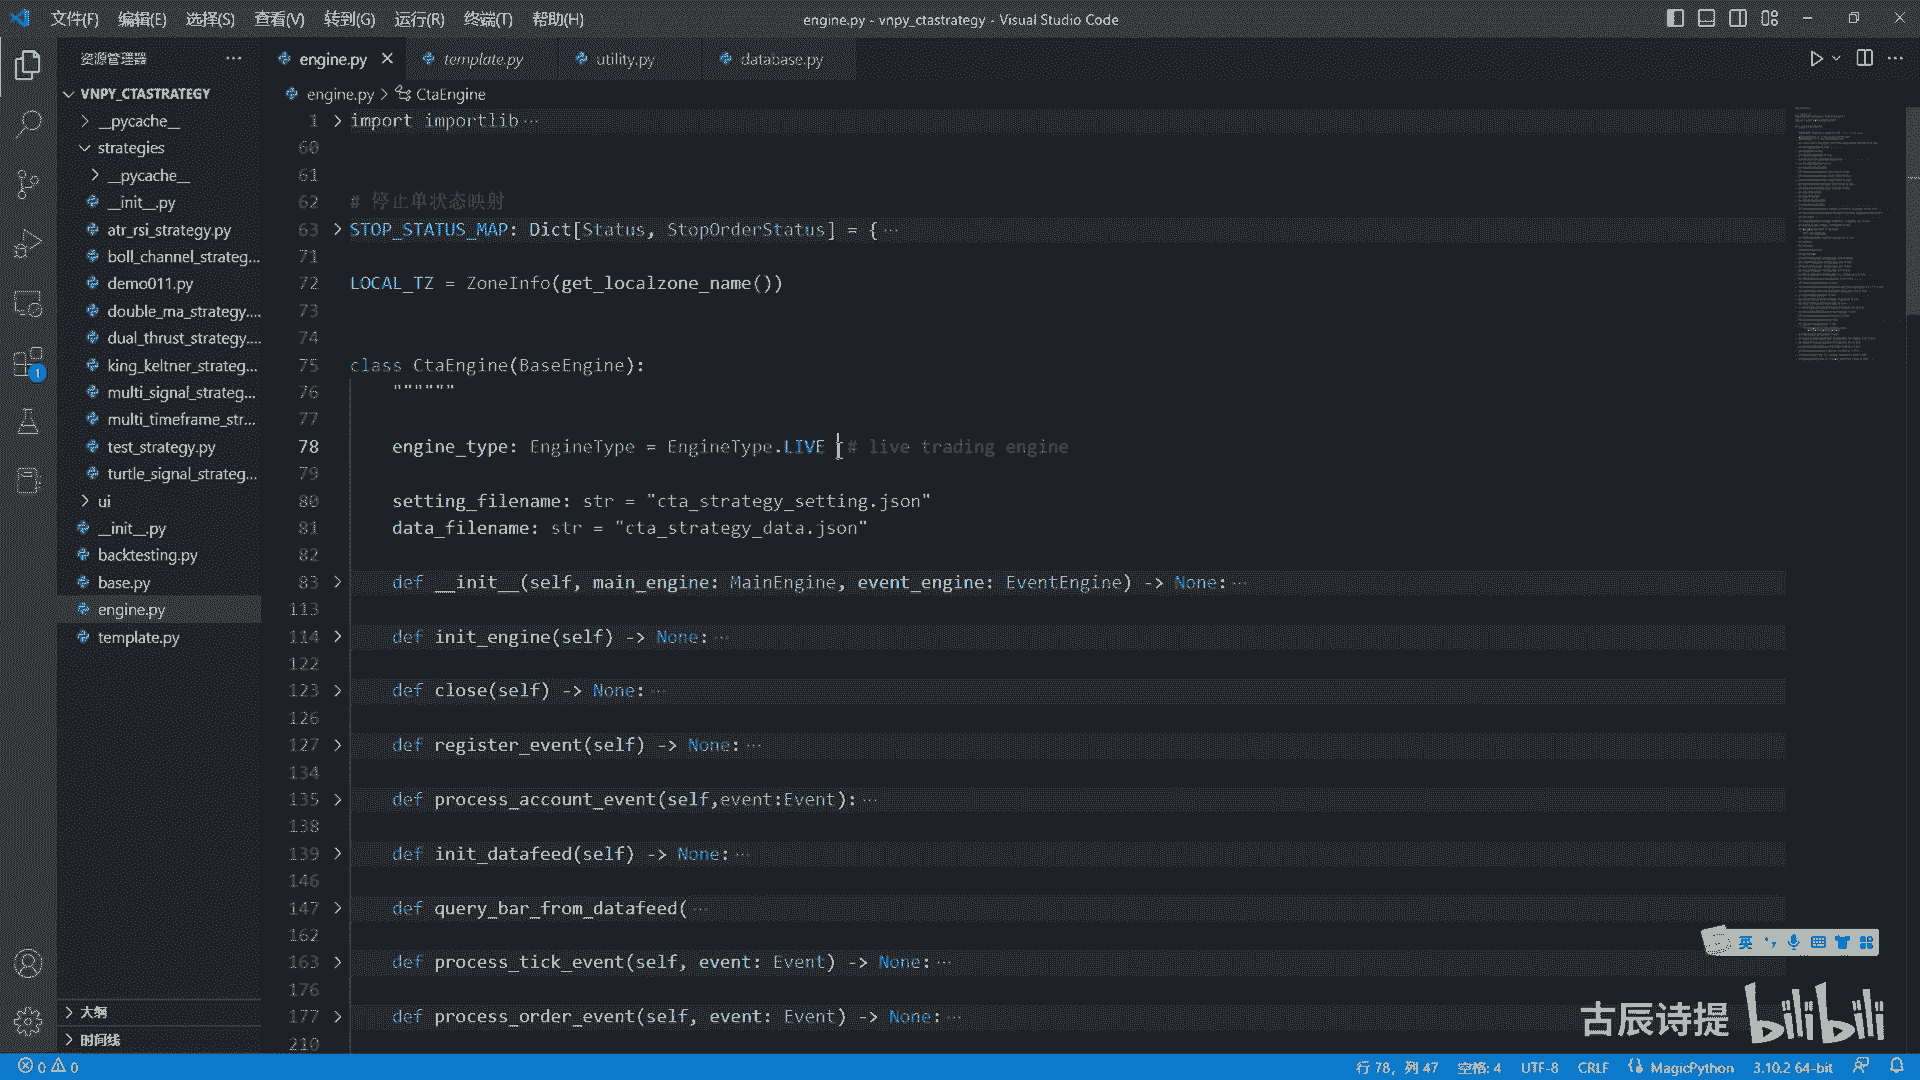 文件(F) 编辑(E) 选择(S) 查看(V) 转到(G) 运行(R) 终端(T) 帮助(H) engine.py - vnpy_ctastrategy - Visual Studio Code
资源管理器 ···
engine.py template.py utility.py database.py
VNPY_CTASTRATEGY
__pycache__
strategies
__pycache__
__init__.py
atr_rsi_strategy.py
boll_channel_strateg...
demo011.py
double_ma_strategy....
dual_thrust_strategy....
king_keltner_strateg...
multi_signal_strateg...
multi_timeframe_str...
test_strategy.py
turtle_signal_strateg...
ui
__init__.py
backtesting.py
base.py
engine.py
template.py
大纲
时间线
1
engine.py > CtaEngine
1 import importlib···
60
61
62 # 停止单状态映射
63 STOP_STATUS_MAP: Dict[Status, StopOrderStatus] = {···
71
72 LOCAL_TZ = ZoneInfo(get_localzone_name())
73
74
75 class CtaEngine(BaseEngine):
76 """"""
77
78 engine_type: EngineType = EngineType.LIVE # live trading engine
79
80 setting_filename: str = "cta_strategy_setting.json"
81 data_filename: str = "cta_strategy_data.json"
82
83 def __init__(self, main_engine: MainEngine, event_engine: EventEngine) -> None:···
113
114 def init_engine(self) -> None:···
122
123 def close(self) -> None:···
126
127 def register_event(self) -> None:···
134
135 def process_account_event(self,event:Event):···
138
139 def init_datafeed(self) -> None:···
146
147 def query_bar_from_datafeed(···
162
163 def process_tick_event(self, event: Event) -> None:···
176
177 def process_order_event(self, event: Event) -> None:···
210
英
古辰诗提 bilibili
0 0 行 78，列 47 空格: 4 UTF-8 CRLF MagicPython 3.10.2 64-bit